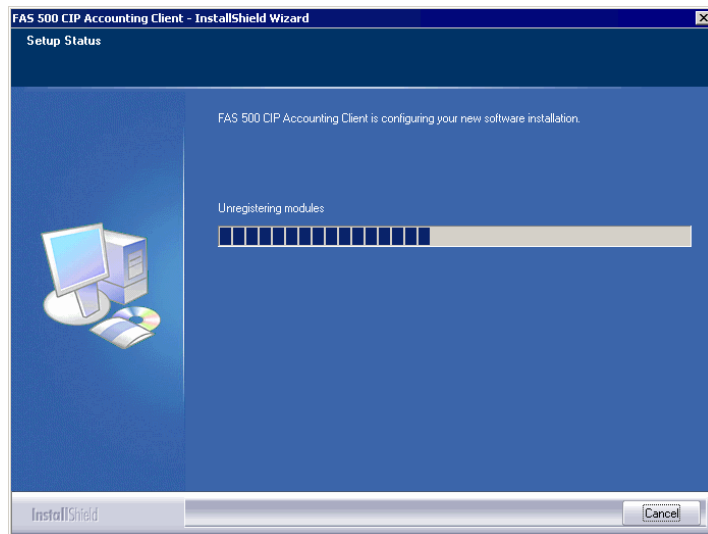 FAS 500 CIP Accounting Client - InstallShield Wizard
Setup Status
FAS 500 CIP Accounting Client is configuring your new software installation.
Unregistering modules
InstallShield
Cancel